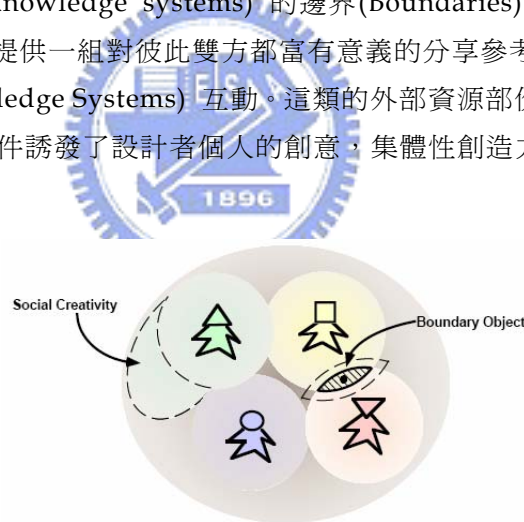 nowledge systems) 的邊界(Boundaries)
提供一組對彼此雙方都富有意義的分享參考
ledge Systems) 互動。這類的外部資源部份
件誘發了設計者個人的創意，集體性創造力
1896
Social Creativity
Boundary Object